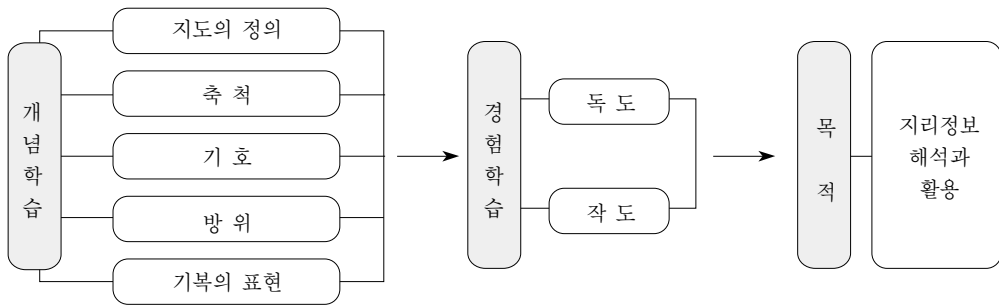 개념학습
지도의 정의
축 척
기 호
방 위
기복의 표현
경험학습
독 도
작 도
목적
지리정보
해석과
활용